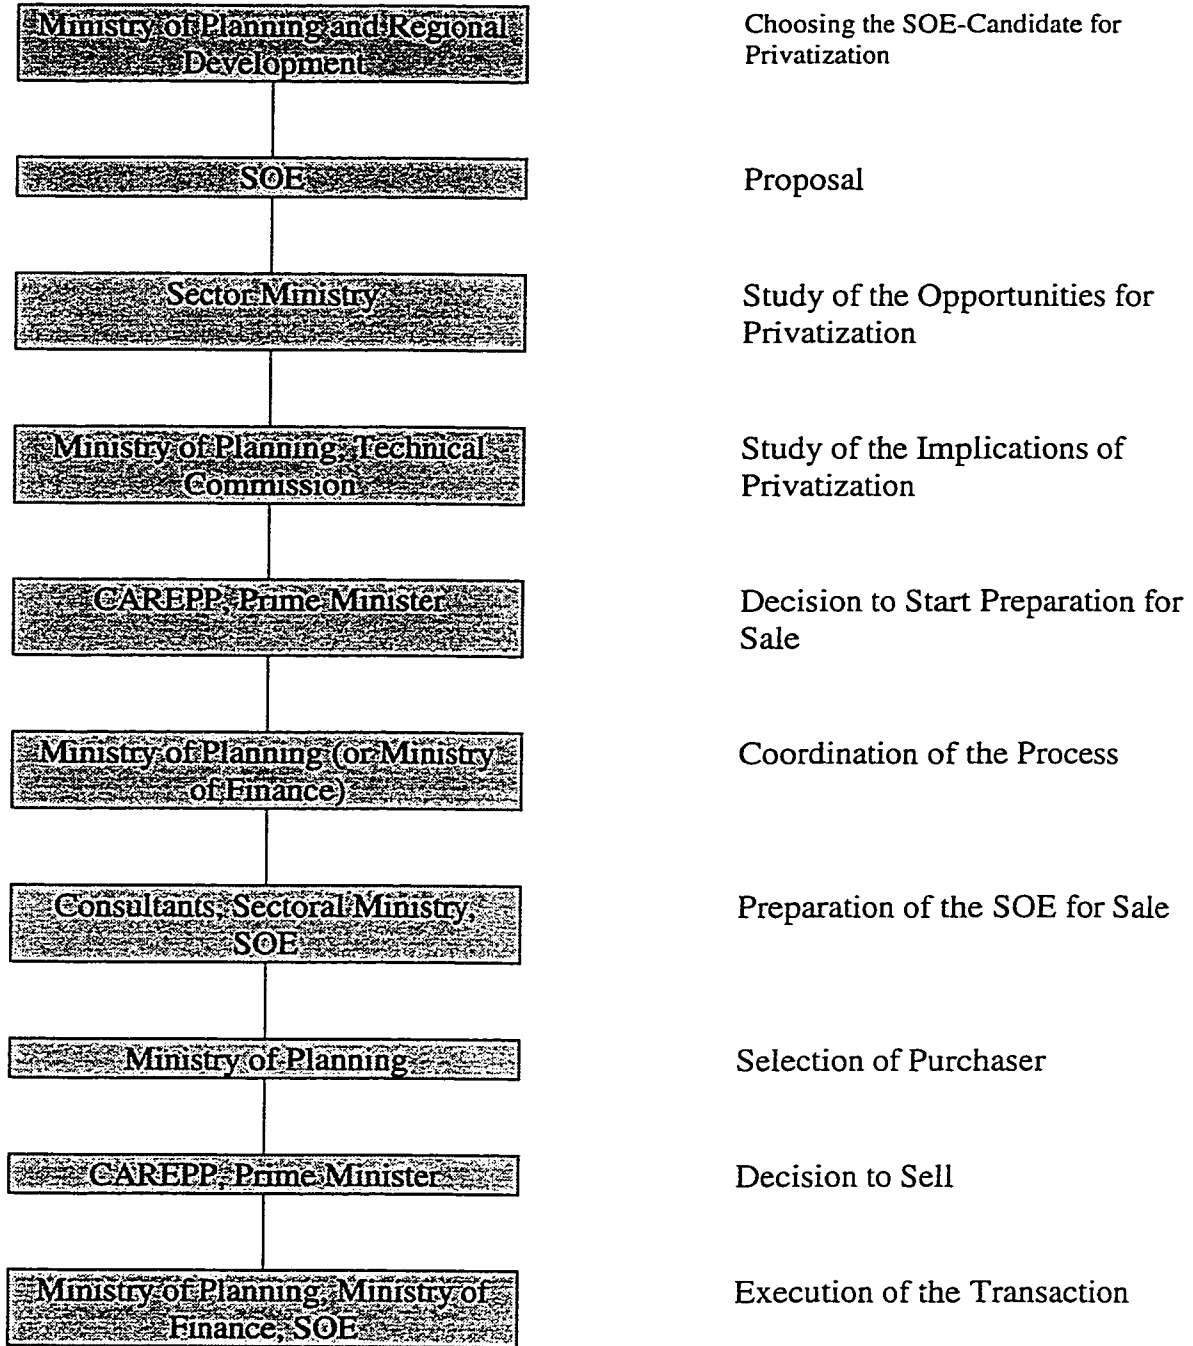 Ministry of Planning and Regional
Development
Choosing the SOE-Candidate for
Privatization
SOE
Proposal
Sector Ministry
Study of the Opportunities for
Privatization
Ministry of Planning, Technical
Commission
Study of the Implications of
Privatization
CAREPP, Prime Minister
Decision to Start Preparation for
Sale
Ministry of Planning (or Ministry
of Finance)
Coordination of the Process
Consultants, Sectoral Ministry,
SOE
Preparation of the SOE for Sale
Ministry of Planning
Selection of Purchaser
CAREPP, Prime Minister
Decision to Sell
Ministry of Planning, Ministry of
Finance, SOE
Execution of the Transaction